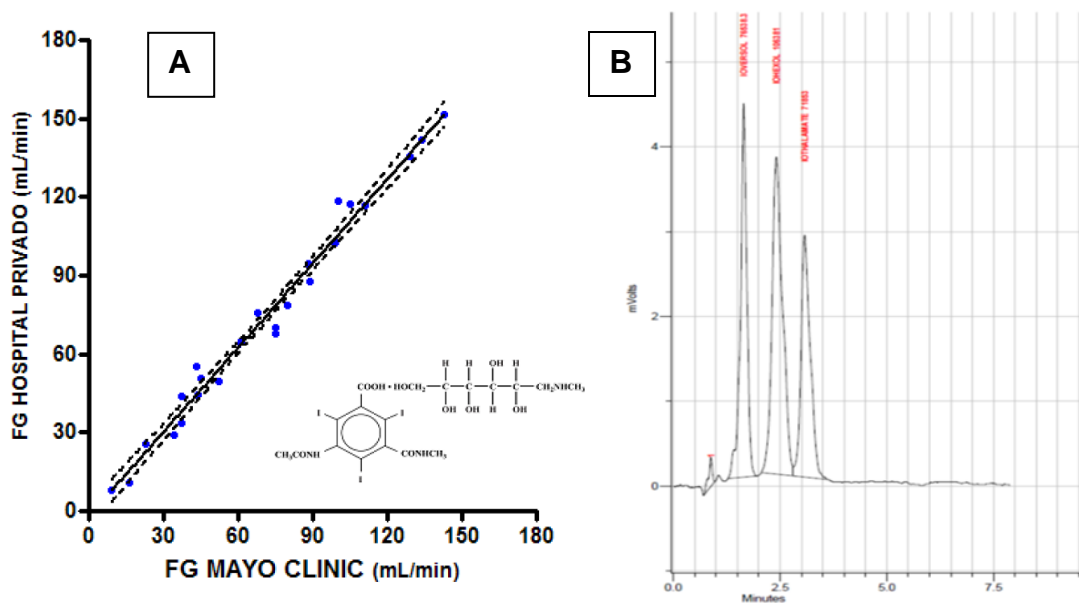 A
FG HOSPITAL PRIVADO (mL/min)
180
150
120
90
60
30
0
0 30 60 90 120 150 180
FG MAYO CLINIC (mL/min)
H H OH H
COOH • HOCH₂ C C C C CH₂NHCH₃
OH OH H OH
I I
CH₃CONH CONHCH₃
I
B
IOVERSOL
IOHEXOL
IOTHALAMATE
mVolts
4
2
0
0.0 2.5 5.0 7.5
Minutes